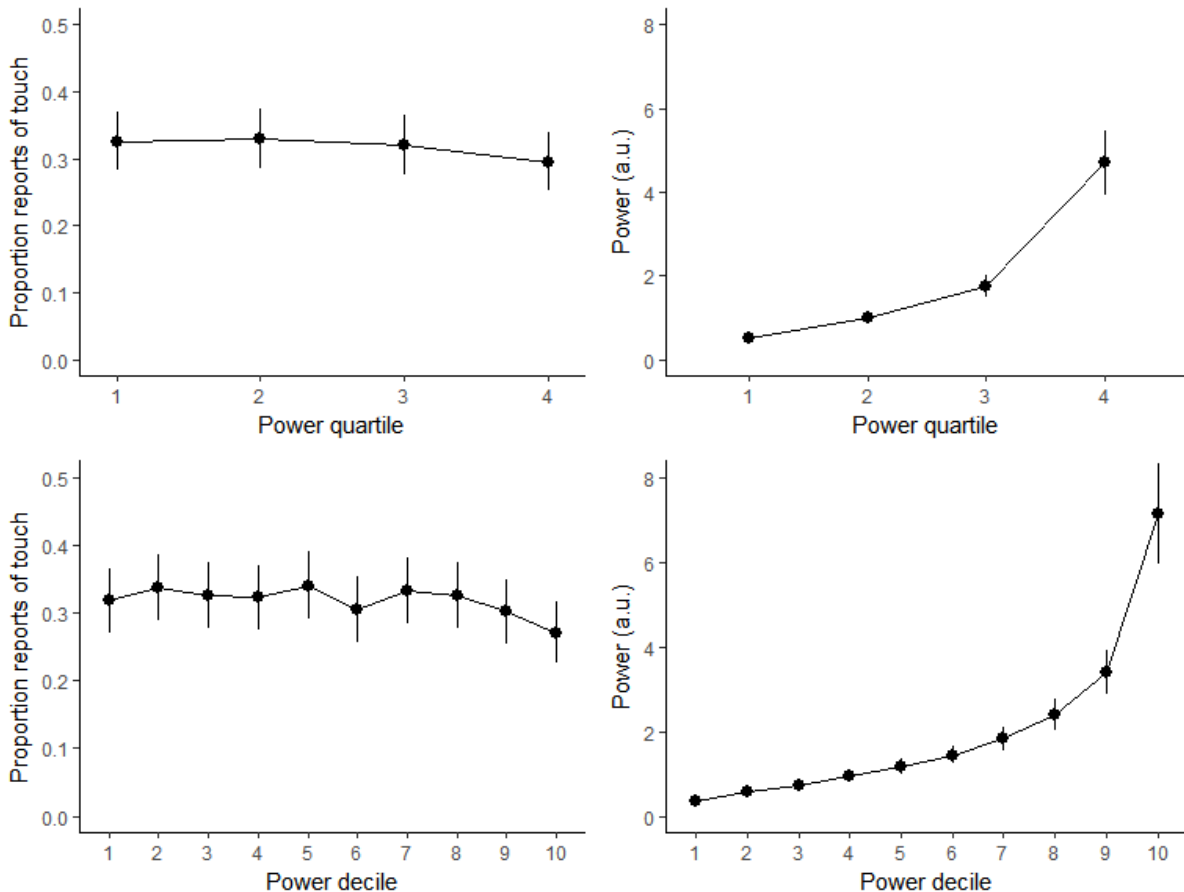 Proportion reports of touch
0.5
0.4
0.3
0.2
0.1
0.0
1 2 3 4
Power quartile
Power (a.u.)
8
6
4
2
0
1 2 3 4
Power quartile
Proportion reports of touch
0.5
0.4
0.3
0.2
0.1
0.0
1 2 3 4 5 6 7 8 9 10
Power decile
Power (a.u.)
8
6
4
2
0
1 2 3 4 5 6 7 8 9 10
Power decile